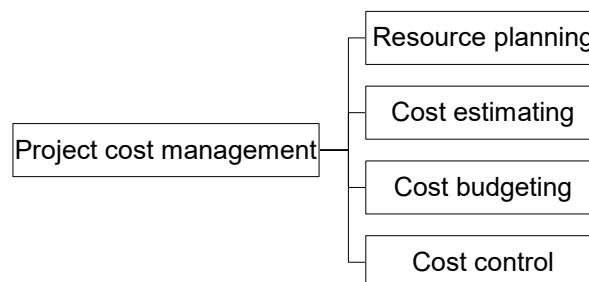 Resource planning
Cost estimating
Project cost management
Cost budgeting
Cost control